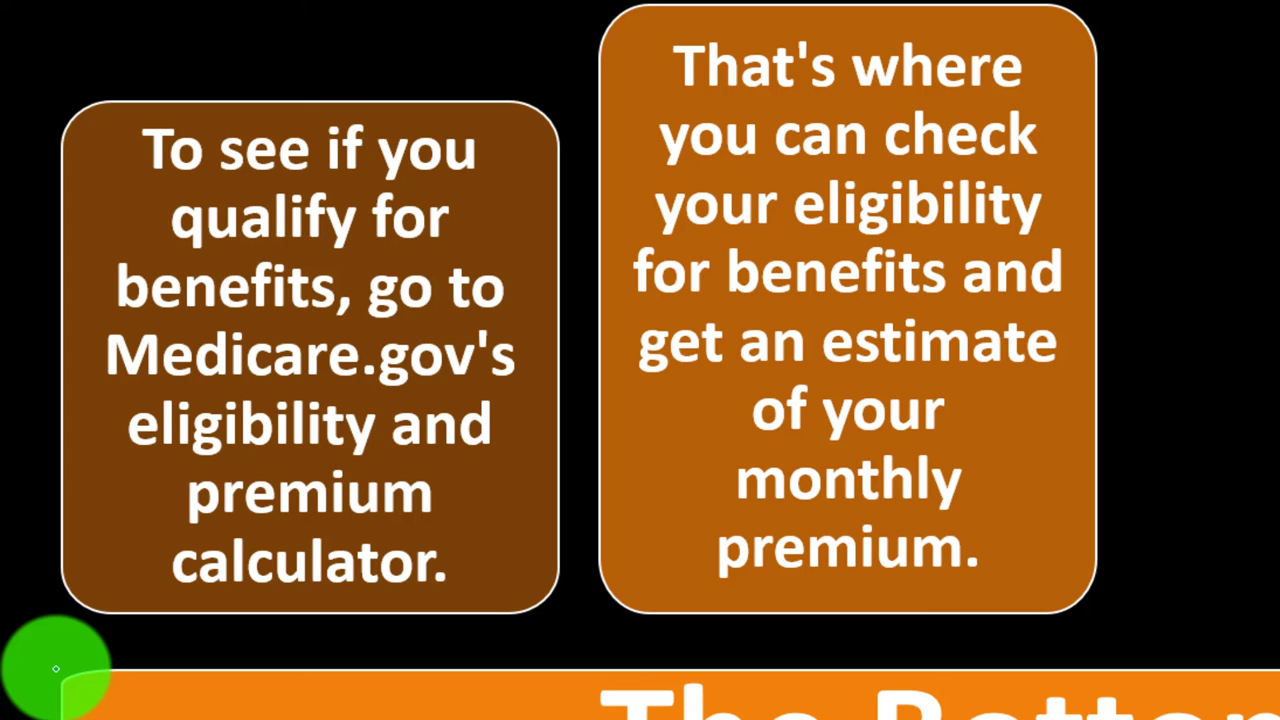 To see if you
qualify for
benefits, go to
Medicare.gov's
eligibility and
premium
calculator.
That's where
you can check
your eligibility
for benefits and
get an estimate
of your
monthly
premium.
The